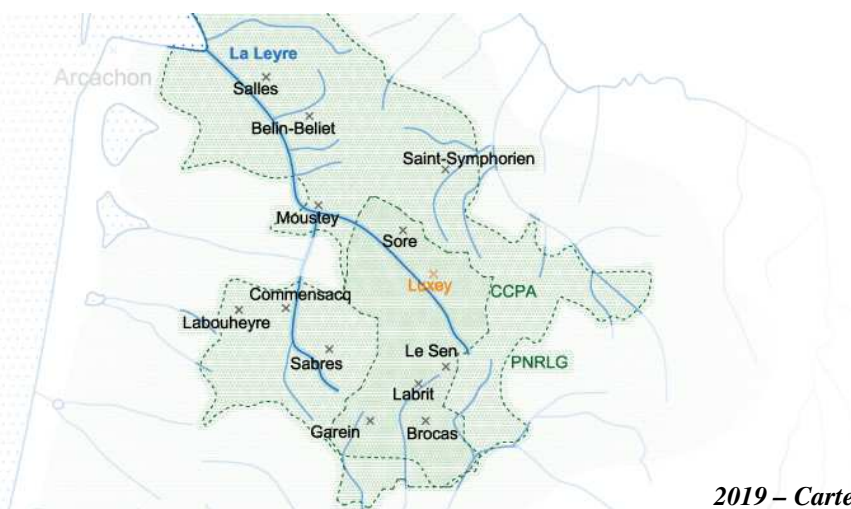 La Leyre
Arcachon
Salles
Belin-Beliet
Saint-Symphorien
Moustey
Sore
Luxey
CCPA
Commensacq
Labouheyre
Le Sen
Sabres
PNRLG
Labrit
Garein
Brocas
2019 – Carte